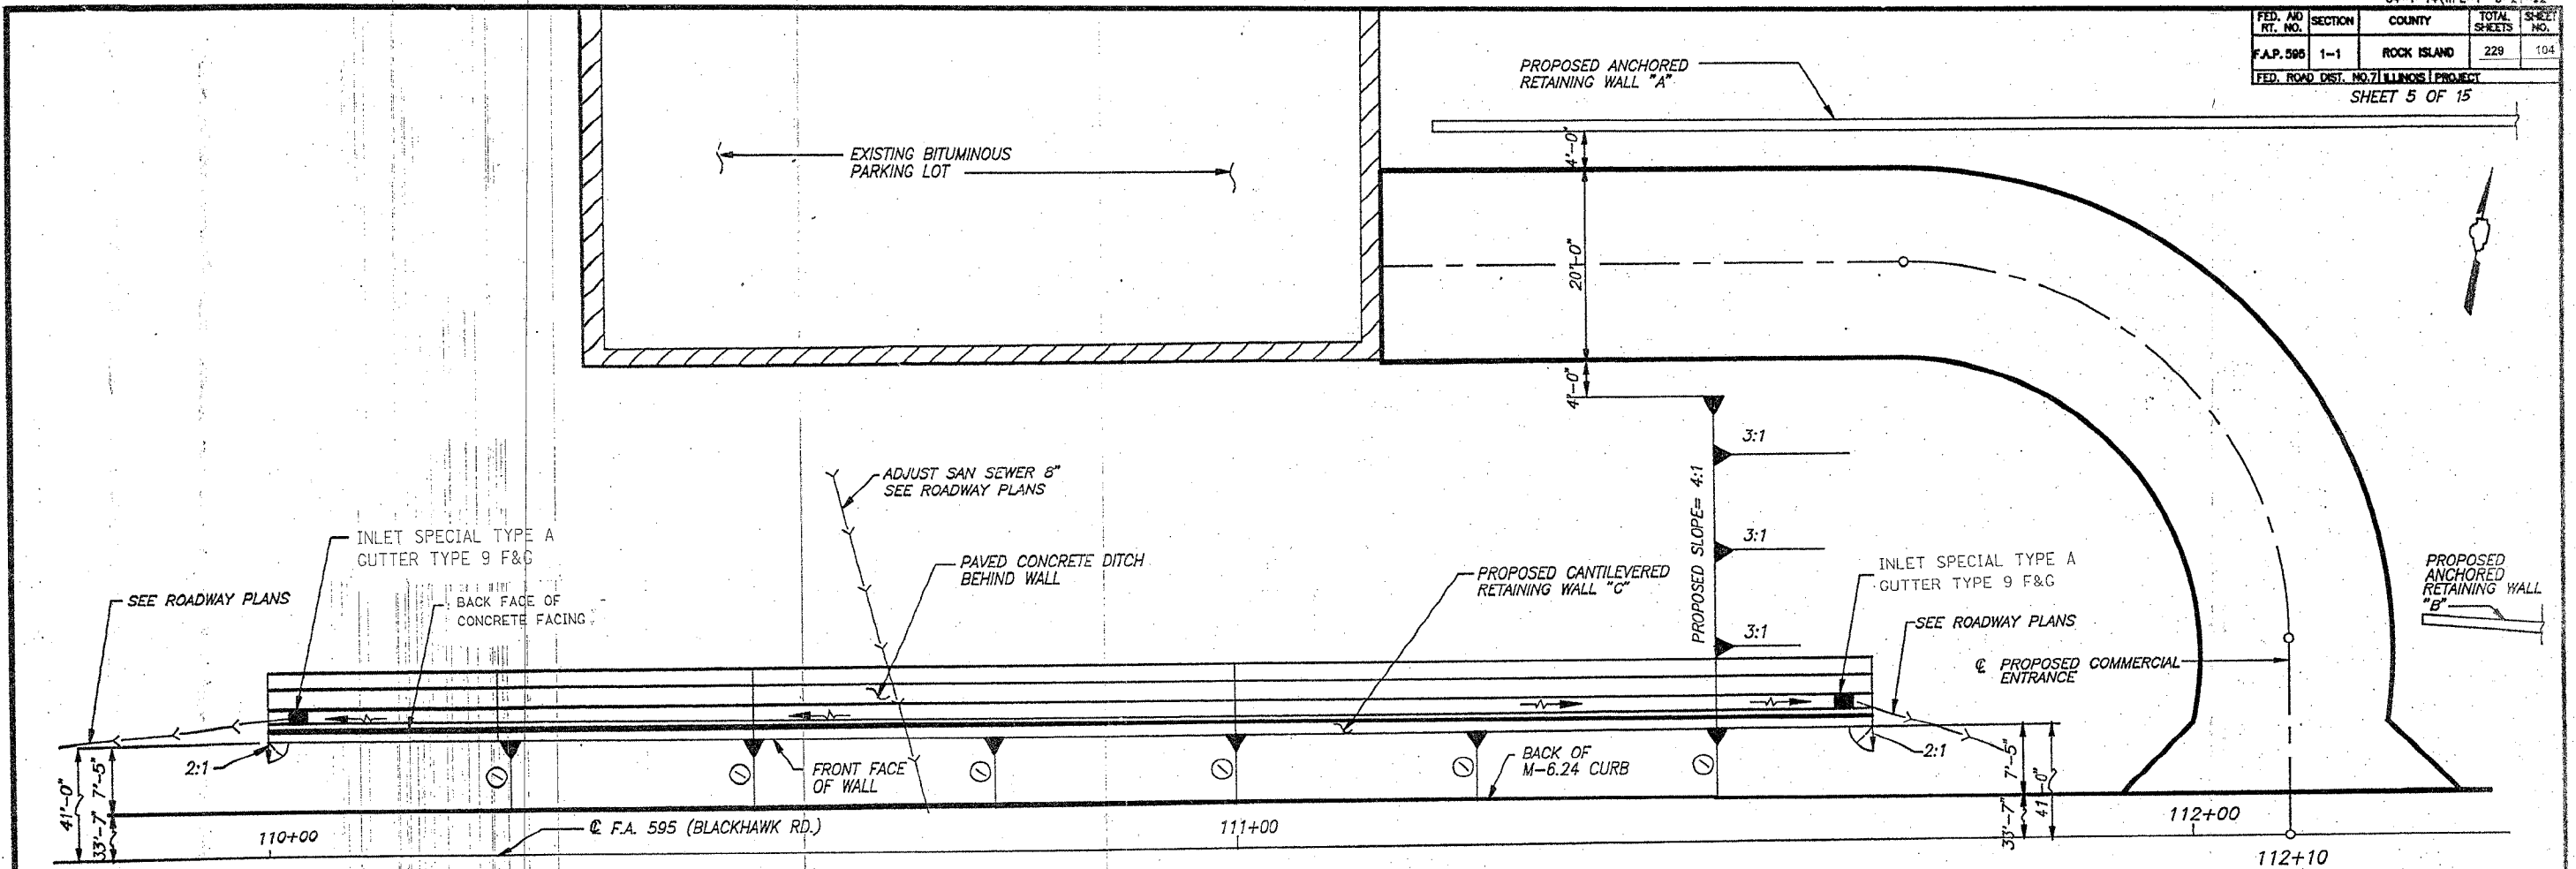 FED. AID RT. NO. SECTION COUNTY TOTAL SHEETS SHEET NO.
F.A.P. 595 1-1 ROCK ISLAND 229 104
FED. ROAD DIST. NO.7 ILLINOIS PROJECT
SHEET 5 OF 15
PROPOSED ANCHORED
RETAINING WALL "A"
EXISTING BITUMINOUS
PARKING LOT
4'-0"
20'-0"
4'-0"
PROPOSED SLOPE= 4:1
3:1
3:1
3:1
ADJUST SAN SEWER 8"
SEE ROADWAY PLANS
INLET SPECIAL TYPE A
GUTTER TYPE 9 F&G
PAVED CONCRETE DITCH
BEHIND WALL
PROPOSED CANTILEVERED
RETAINING WALL "C"
INLET SPECIAL TYPE A
GUTTER TYPE 9 F&G
PROPOSED
ANCHORED
RETAINING WALL
"B"
SEE ROADWAY PLANS
BACK FACE OF
CONCRETE FACING
SEE ROADWAY PLANS
℄ PROPOSED COMMERCIAL
ENTRANCE
2:1
1
1
FRONT FACE
OF WALL
1
1
1
BACK OF
M-6.24 CURB
1
2:1
41'-0"
7'-5"
33'-7"
7'-5"
41'-0"
33'-7"
110+00
℄ F.A. 595 (BLACKHAWK RD.)
111+00
112+00
112+10